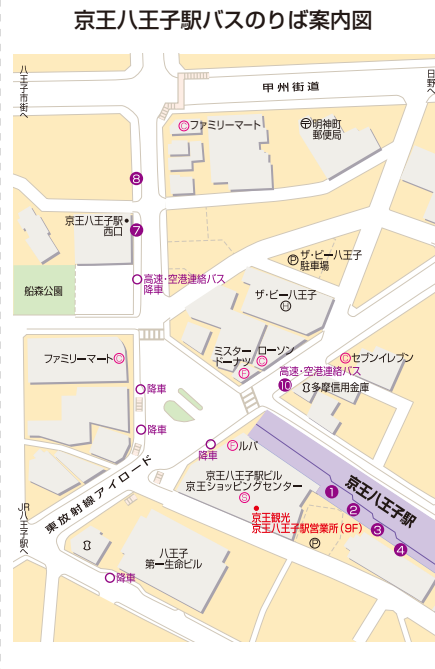 京王八王子駅バスのりば案内図
八王子市街へ
日野へ
甲州街道
Ⓒファミリーマート
〒明神町
郵便局
8
京王八王子駅
西口
7
Ⓟザ・ビー八王子
駐車場
高速・空港連絡バス
降車
船森公園
ザ・ビー八王子
Ⓗ
ファミリーマートⒸ
ミスター
ドーナツ
Ⓕ
ローソン
Ⓒ
Ⓒセブンイレブン
高速・空港連絡バス
10
多摩信用金庫
降車
降車
降車
Ⓕルパ
京王八王子駅ビル
京王ショッピングセンター
Ⓢ
京王八王子駅
1
2
3
4
東放射線アイロード
JR八王子駅へ
京王観光
京王八王子駅営業所(9F)
Ⓟ
八王子
第一生命ビル
降車